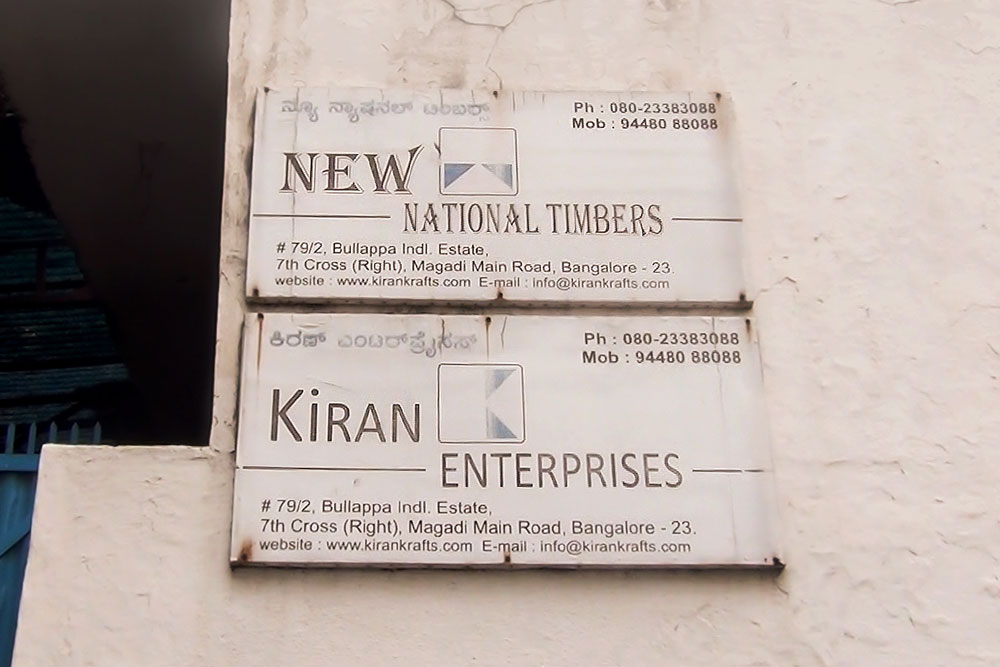 ನ್ಯೂ ನ್ಯಾಷನಲ್ ಟಿಂಬರ್ಸ್
Ph : 080-23383088
Mob : 94480 88088
NEW
NATIONAL TIMBERS
# 79/2, Bullappa Indl. Estate,
7th Cross (Right), Magadi Main Road, Bangalore - 23.
website : www.kirankrafts.com E-mail : info@kirankrafts.com
ಕಿರಣ್ ಎಂಟರ್‌ಪ್ರೈಸಸ್
Ph : 080-23383088
Mob : 94480 88088
KiRAN
ENTERPRISES
# 79/2, Bullappa Indl. Estate,
7th Cross (Right), Magadi Main Road, Bangalore - 23.
website : www.kirankrafts.com E-mail : info@kirankrafts.com